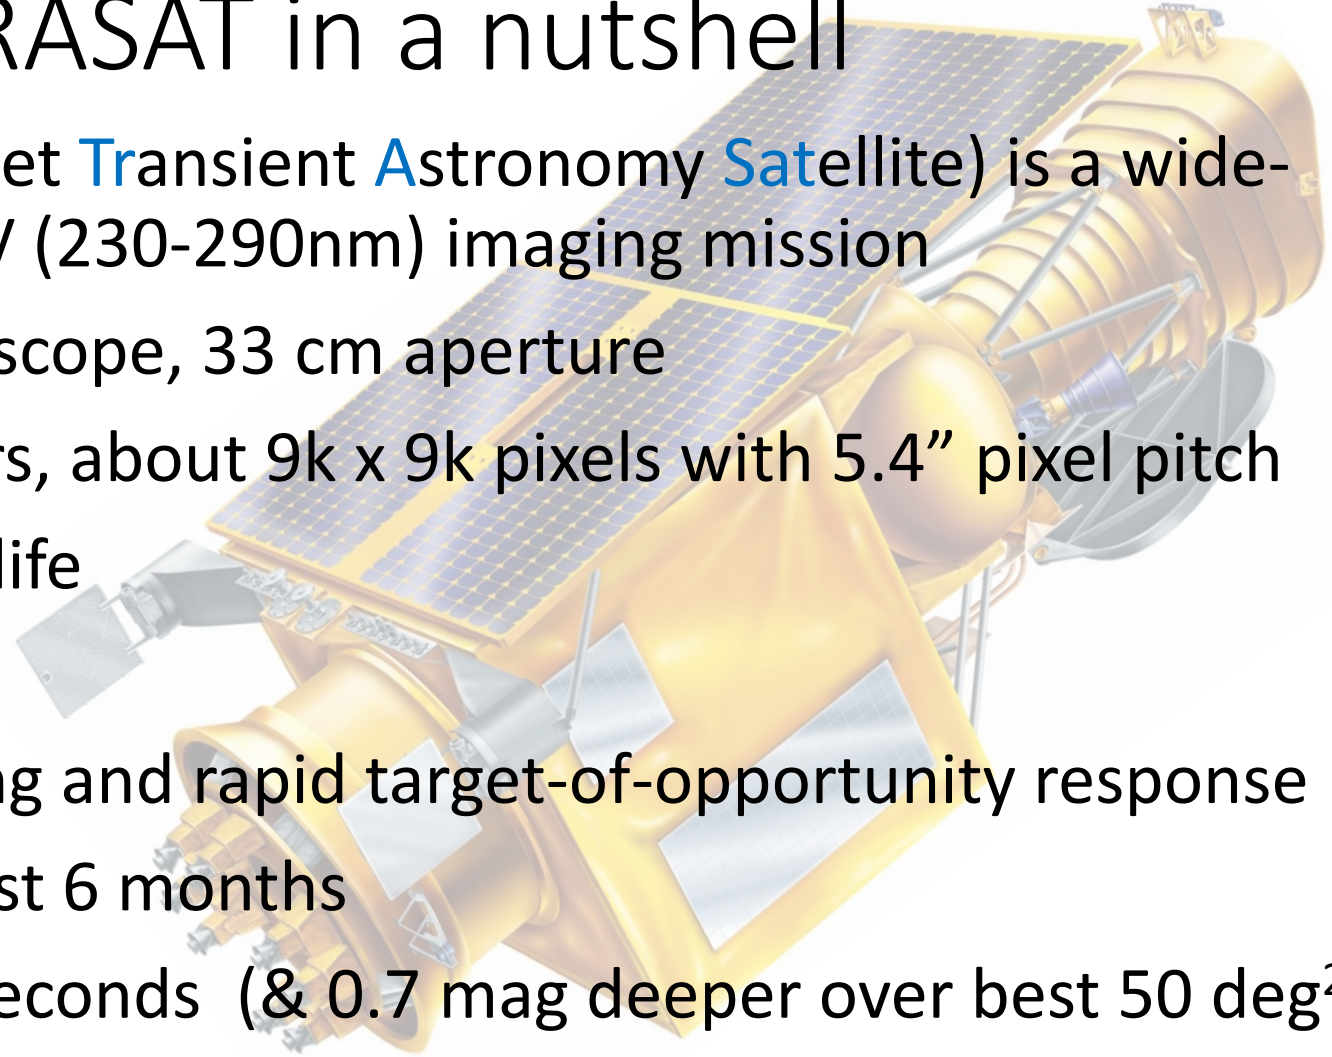 RASAT in a nutshell
et Transient Astronomy Satellite) is a wide-
(230-290nm) imaging mission
scope, 33 cm aperture
rs, about 9k x 9k pixels with 5.4” pixel pitch
life
and rapid target-of-opportunity response
st 6 months
econds (& 0.7 mag deeper over best 50 deg²